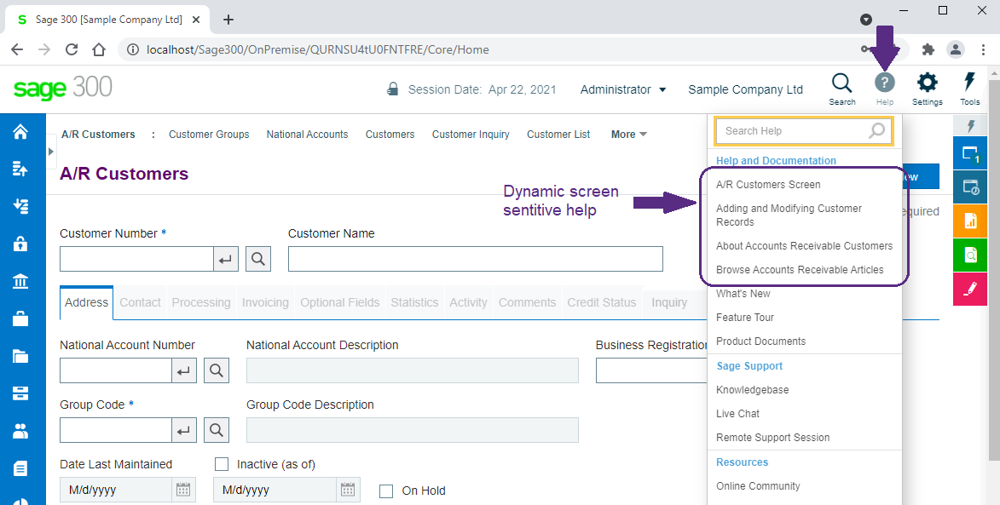 Sage 300 [Sample Company Ltd]
localhost/Sage300/OnPremise/QURNSU4tU0FNTFRE/Core/Home
sage 300
Session Date: Apr 22, 2021
Administrator
Sample Company Ltd
Search
Help
Settings
Tools
A/R Customers : Customer Groups National Accounts Customers Customer Inquiry Customer List More
A/R Customers
Search Help
Help and Documentation
A/R Customers Screen
Adding and Modifying Customer
Records
About Accounts Receivable Customers
Browse Accounts Receivable Articles
What's New
Feature Tour
Product Documents
Sage Support
Knowledgebase
Live Chat
Remote Support Session
Resources
Online Community
Dynamic screen
sentitive help
1
Customer Number *
Customer Name
Address Contact Processing Invoicing Optional Fields Statistics Activity Comments Credit Status Inquiry
National Account Number
National Account Description
Business Registration
Group Code *
Group Code Description
Date Last Maintained
Inactive (as of)
M/d/yyyy
M/d/yyyy
On Hold